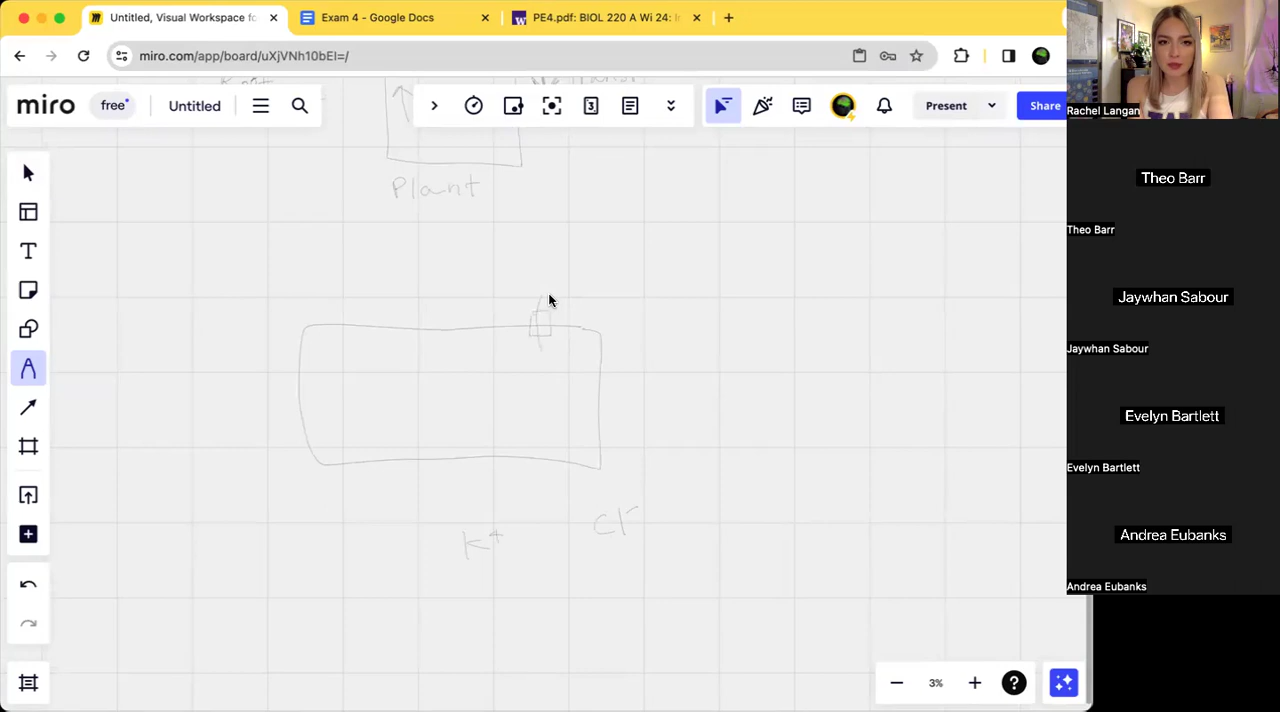 Untitled, Visual Workspace fo
Exam 4 - Google Docs
PE4.pdf: BIOL 220 A Wi 24: I
miro.com/app/board/uXjVNh10bEI=/
miro
free
Untitled
3
Present
Share
Plant
K+
Cl-
3%
Rachel Langan
Theo Barr
Theo Barr
Jaywhan Sabour
Jaywhan Sabour
Evelyn Bartlett
Evelyn Bartlett
Andrea Eubanks
Andrea Eubanks